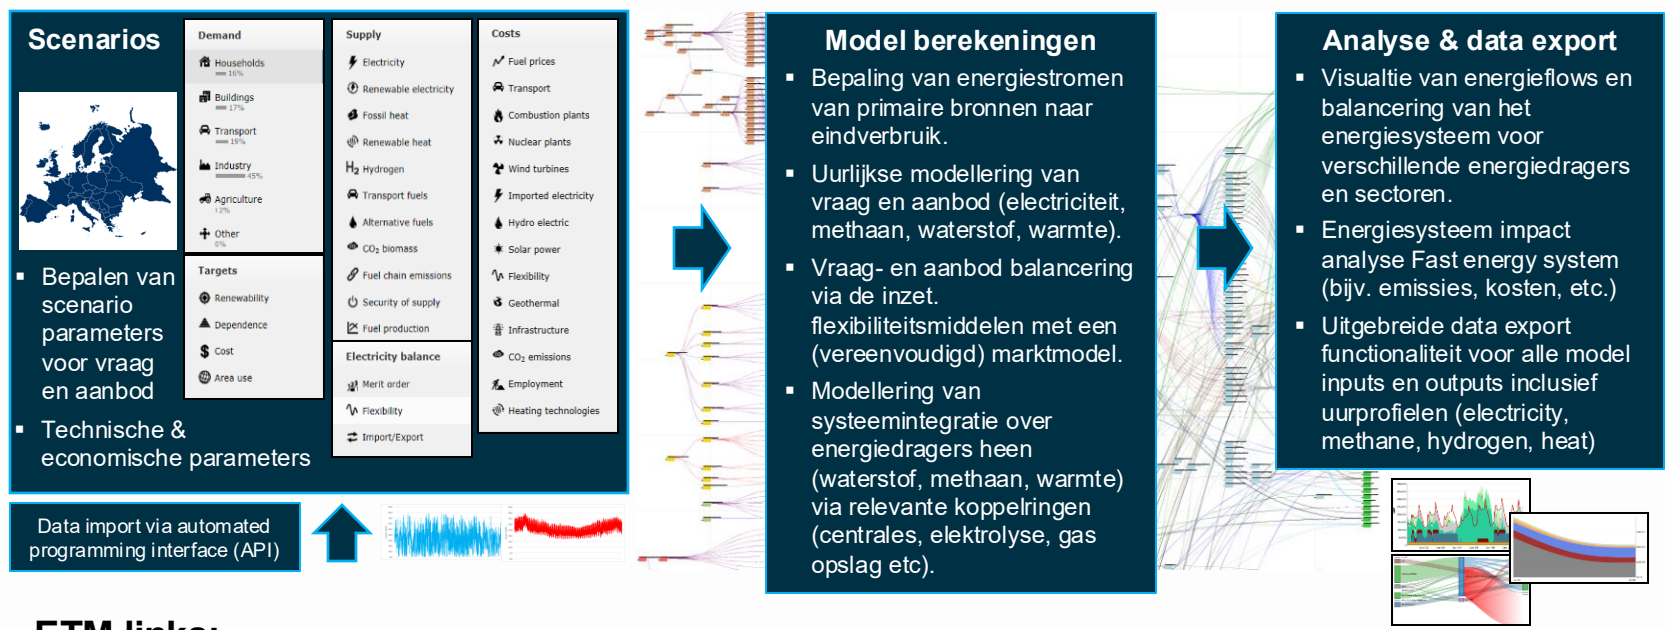 Scenarios
▪ Bepalen van
scenario
parameters
voor vraag
en aanbod
▪ Technische &
economische parameters
Demand
Households
16%
Buildings
17%
Transport
19%
Industry
45%
Agriculture
2%
Other
0%
Targets
Renewability
Dependence
Cost
Area use
Supply
Electricity
Renewable electricity
Fossil heat
Renewable heat
H₂ Hydrogen
Transport fuels
Alternative fuels
CO₂ biomass
Fuel chain emissions
Security of supply
Fuel production
Electricity balance
Merit order
Flexibility
Import/Export
Costs
Fuel prices
Transport
Combustion plants
Nuclear plants
Wind turbines
Imported electricity
Hydro electric
Solar power
Flexibility
Geothermal
Infrastructure
CO₂ emissions
Employment
Heating technologies
Data import via automated
programming interface (API)
Model berekeningen
▪ Bepaling van energiestromen
van primaire bronnen naar
eindverbruik.
▪ Uurlijkse modellering van
vraag en aanbod (electriciteit,
methaan, waterstof, warmte).
▪ Vraag- en aanbod balancering
via de inzet.
flexibiliteitsmiddelen met een
(vereenvoudigd) marktmodel.
▪ Modellering van
systeemintegratie over
energiedragers heen
(waterstof, methaan, warmte)
via relevante koppelringen
(centrales, elektrolyse, gas
opslag etc).
Analyse & data export
▪ Visualtie van energieflows en
balancering van het
energiesysteem voor
verschillende energiedragers
en sectoren.
▪ Energiesysteem impact
analyse Fast energy system
(bijv. emissies, kosten, etc.)
▪ Uitgebreide data export
functionaliteit voor alle model
inputs en outputs inclusief
uurprofielen (electricity,
methane, hydrogen, heat)
ETM links: